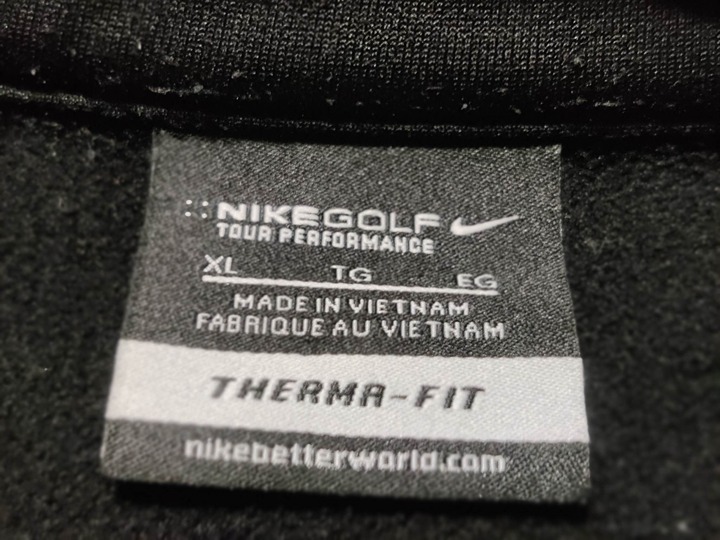 NIKEGOLF
TOUR PERFORMANCE
XL TG EG
MADE IN VIETNAM
FABRIQUE AU VIETNAM
THERMA-FIT
nikebetterworld.com